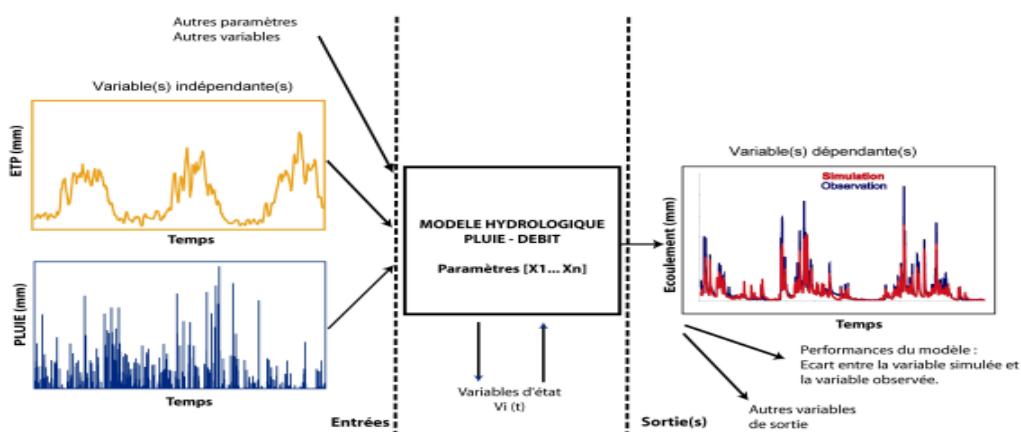 Autres paramètres
Autres variables
Variable(s) indépendante(s)
ETP (mm)
Temps
PLUIE (mm)
Temps
Entrées
MODELE HYDROLOGIQUE
PLUIE - DEBIT
Paramètres [X1... Xn]
Variables d'état
Vi (t)
Variable(s) dépendante(s)
Simulation
Observation
Ecoulement (mm)
Temps
Performances du modèle :
Ecart entre la variable simulée et
la variable observée.
Autres variables
de sortie
Sortie(s)